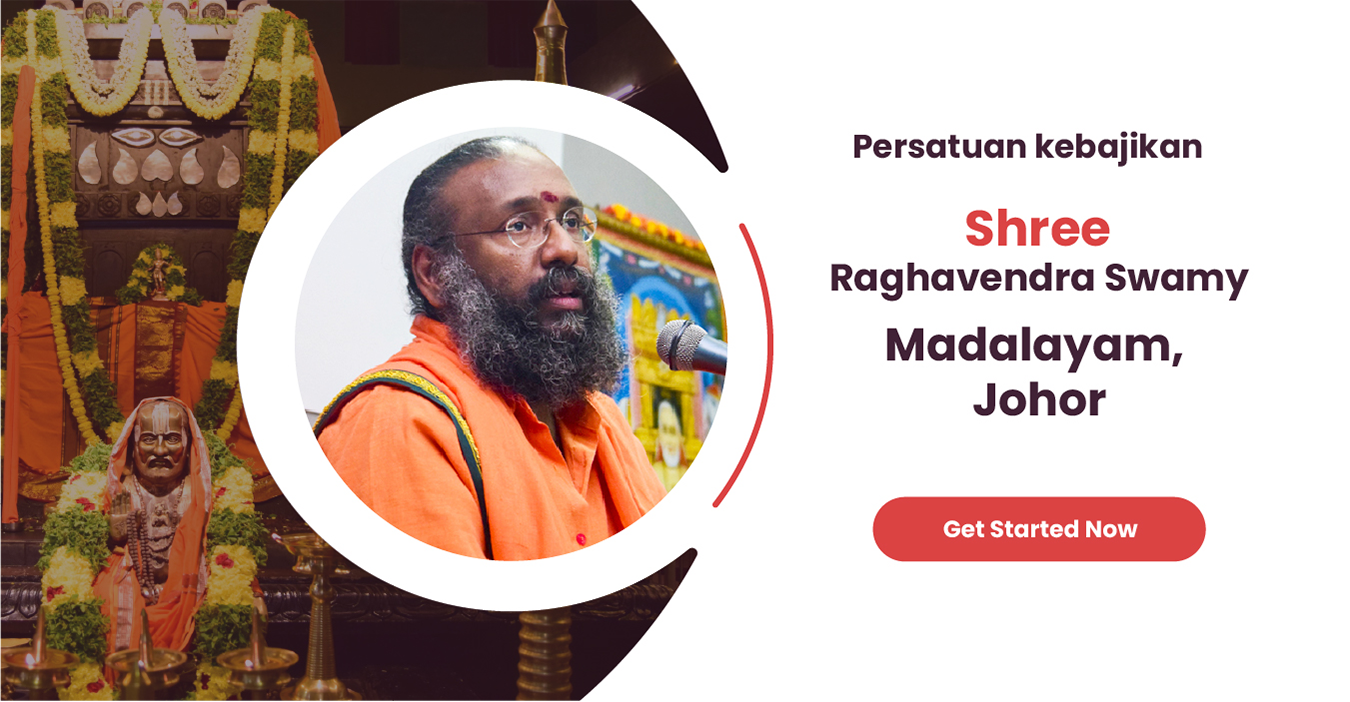 Persatuan kebajikan
Shree
Raghavendra Swamy
Madalayam,
Johor
Get Started Now